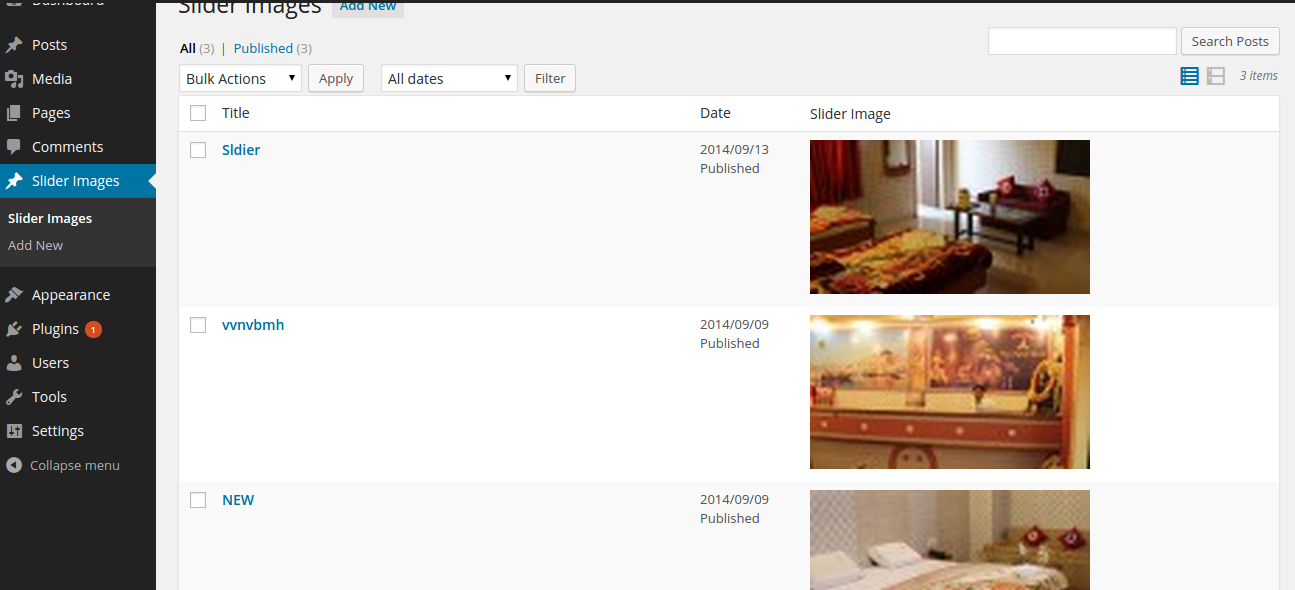 Dashboard
Posts
Media
Pages
Comments
Slider Images
Slider Images
Add New
Appearance
Plugins 1
Users
Tools
Settings
Collapse menu
Slider Images Add New
All (3) | Published (3)
Search Posts
Bulk Actions Apply All dates Filter
3 items
Title Date Slider Image
Sldier 2014/09/13
Published
vvnvbmh 2014/09/09
Published
NEW 2014/09/09
Published